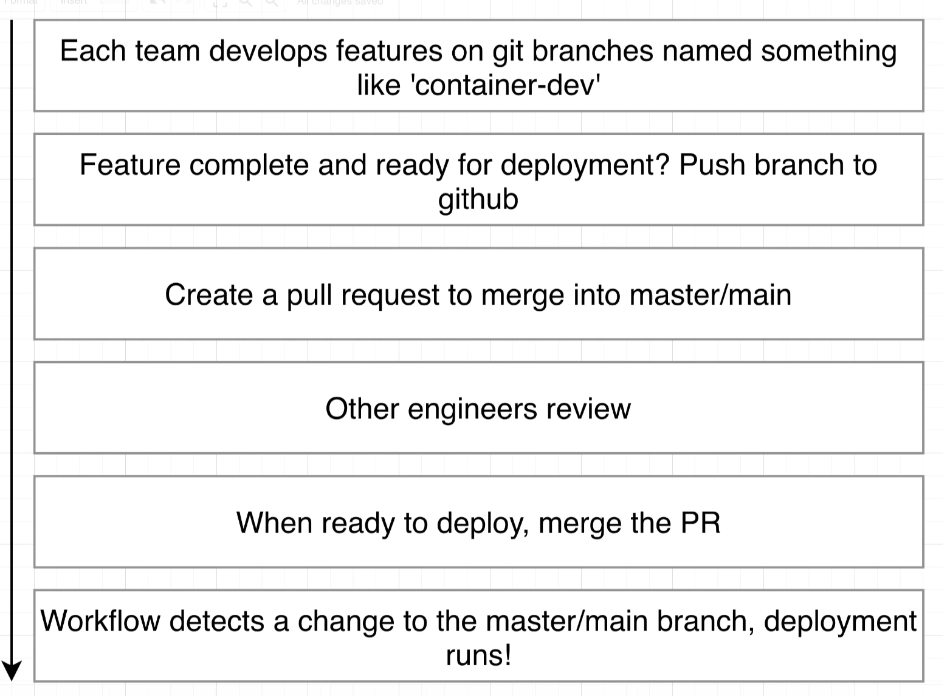 All changes saved
Each team develops features on git branches named something
like 'container-dev'
Feature complete and ready for deployment? Push branch to
github
Create a pull request to merge into master/main
Other engineers review
When ready to deploy, merge the PR
Workflow detects a change to the master/main branch, deployment
runs!